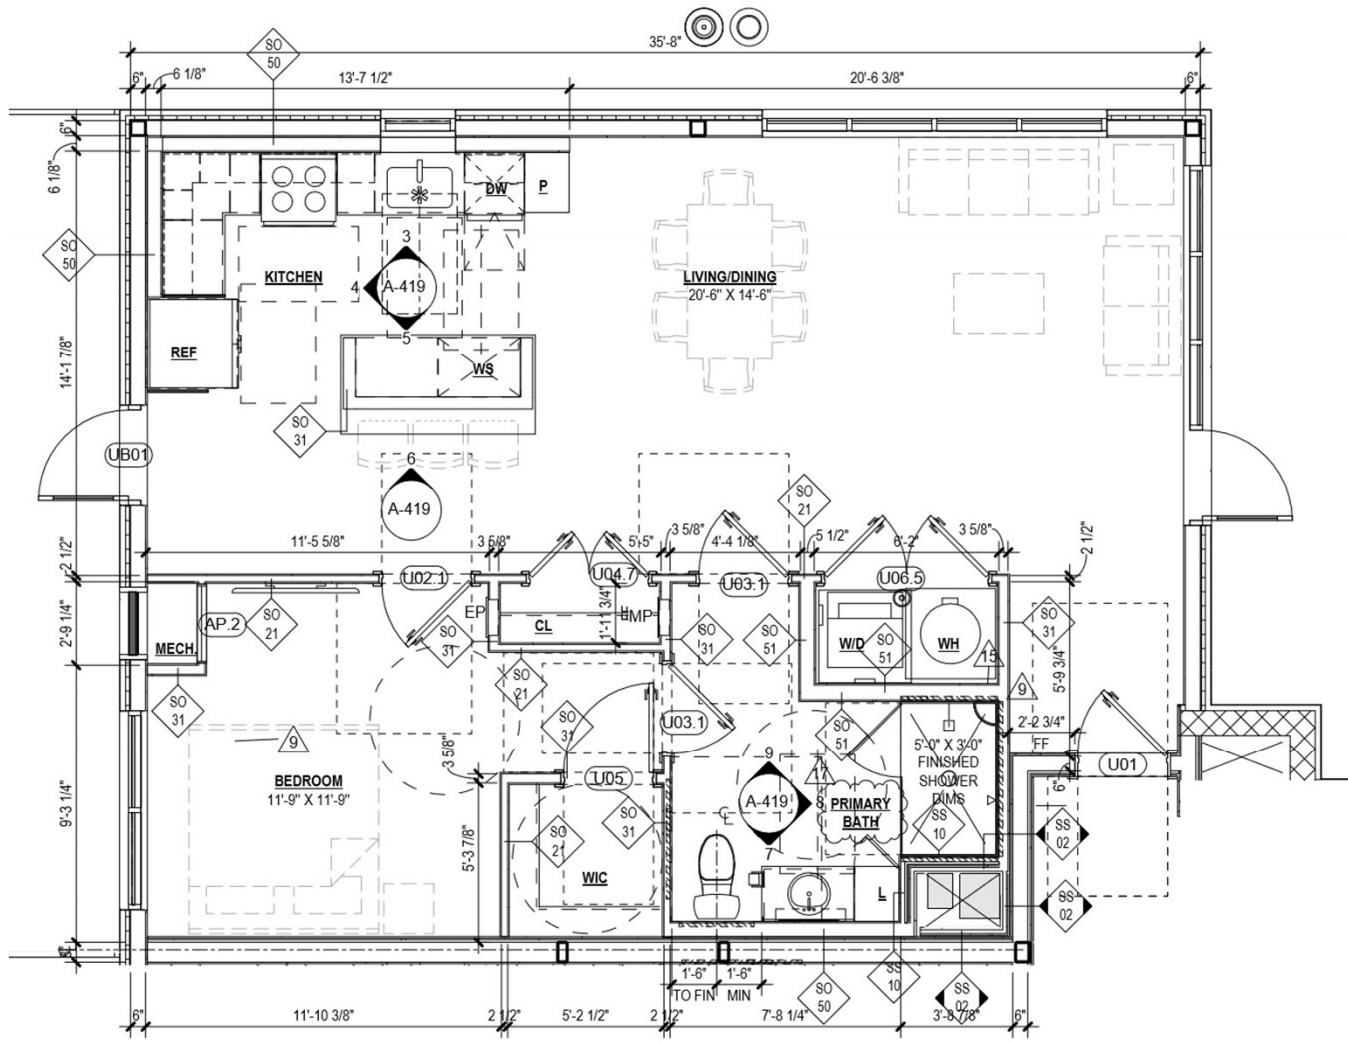 35'-8"
SO
50
6"
6 1/8"
13'-7 1/2"
20'-6 3/8"
6"
6"
6 1/8"
DW
P
3
SO
50
KITCHEN
4
A-419
5
LIVING/DINING
20'-6" X 14'-6"
REF
14'-1 7/8"
WS
SO
31
UB01
6
A-419
SO
21
2 1/2"
11'-5 5/8"
3 5/8"
5'-5"
3 5/8"
4'-4 1/8"
5 1/2"
6'-2"
3 5/8"
2 1/2"
U02.1
U04.7
U03.1
U06.5
2'-9 1/4"
AP.2
SO
21
EP
CL
1'-11 3/4"
MP
SO
31
SO
31
SO
51
W/D
SO
51
WH
15
SO
31
5'-9 3/4"
MECH.
SO
31
SO
21
9
SO
31
U03.1
SO
51
2'-2 3/4"
FF
9
3 5/8"
5'-0" X 3'-0"
FINISHED
SHOWER
DIMS
U01
6"
BEDROOM
11'-9" X 11'-9"
U05
9
17
A-419
8
7
PRIMARY
BATH
SS
10
SS
02
9'-3 1/4"
5'-3 7/8"
SO
21
SO
31
WIC
L
SS
02
1'-6"
1'-6"
TO FIN
MIN
SO
50
SS
10
SS
02
6"
11'-10 3/8"
2 1/2"
5'-2 1/2"
2 1/2"
7'-8 1/4"
3'-8 7/8"
6"